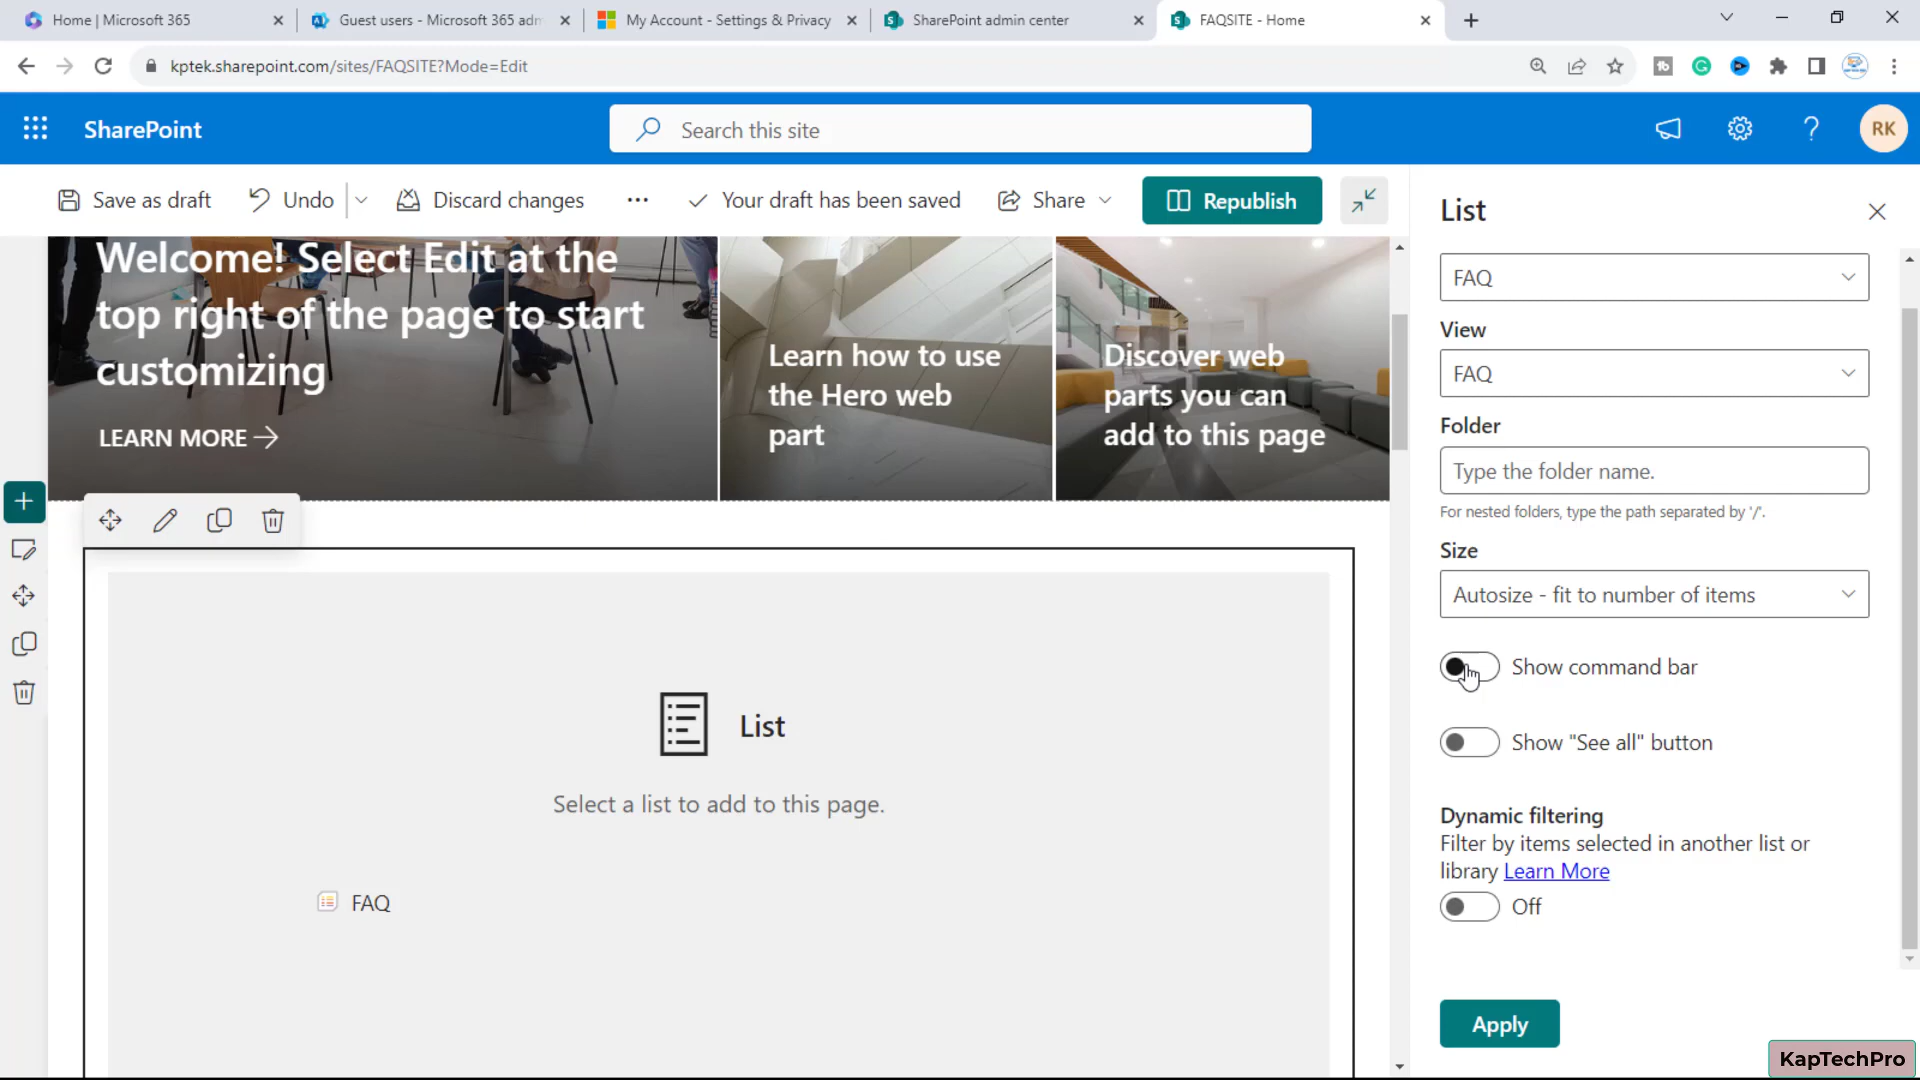 Home | Microsoft 365
Guest users - Microsoft 365 adm
My Account - Settings & Privacy
SharePoint admin center
FAQSITE - Home
kptek.sharepoint.com/sites/FAQSITE?Mode=Edit
SharePoint
Search this site
RK
Save as draft
Undo
Discard changes
Your draft has been saved
Share
Republish
Welcome! Select Edit at the
top right of the page to start
customizing
LEARN MORE
Learn how to use
the Hero web
part
Discover web
parts you can
add to this page
List
Select a list to add to this page.
FAQ
List
FAQ
View
FAQ
Folder
Type the folder name.
For nested folders, type the path separated by '/'.
Size
Autosize - fit to number of items
Show command bar
Show "See all" button
Dynamic filtering
Filter by items selected in another list or
library Learn More
Off
Apply
KapTechPro